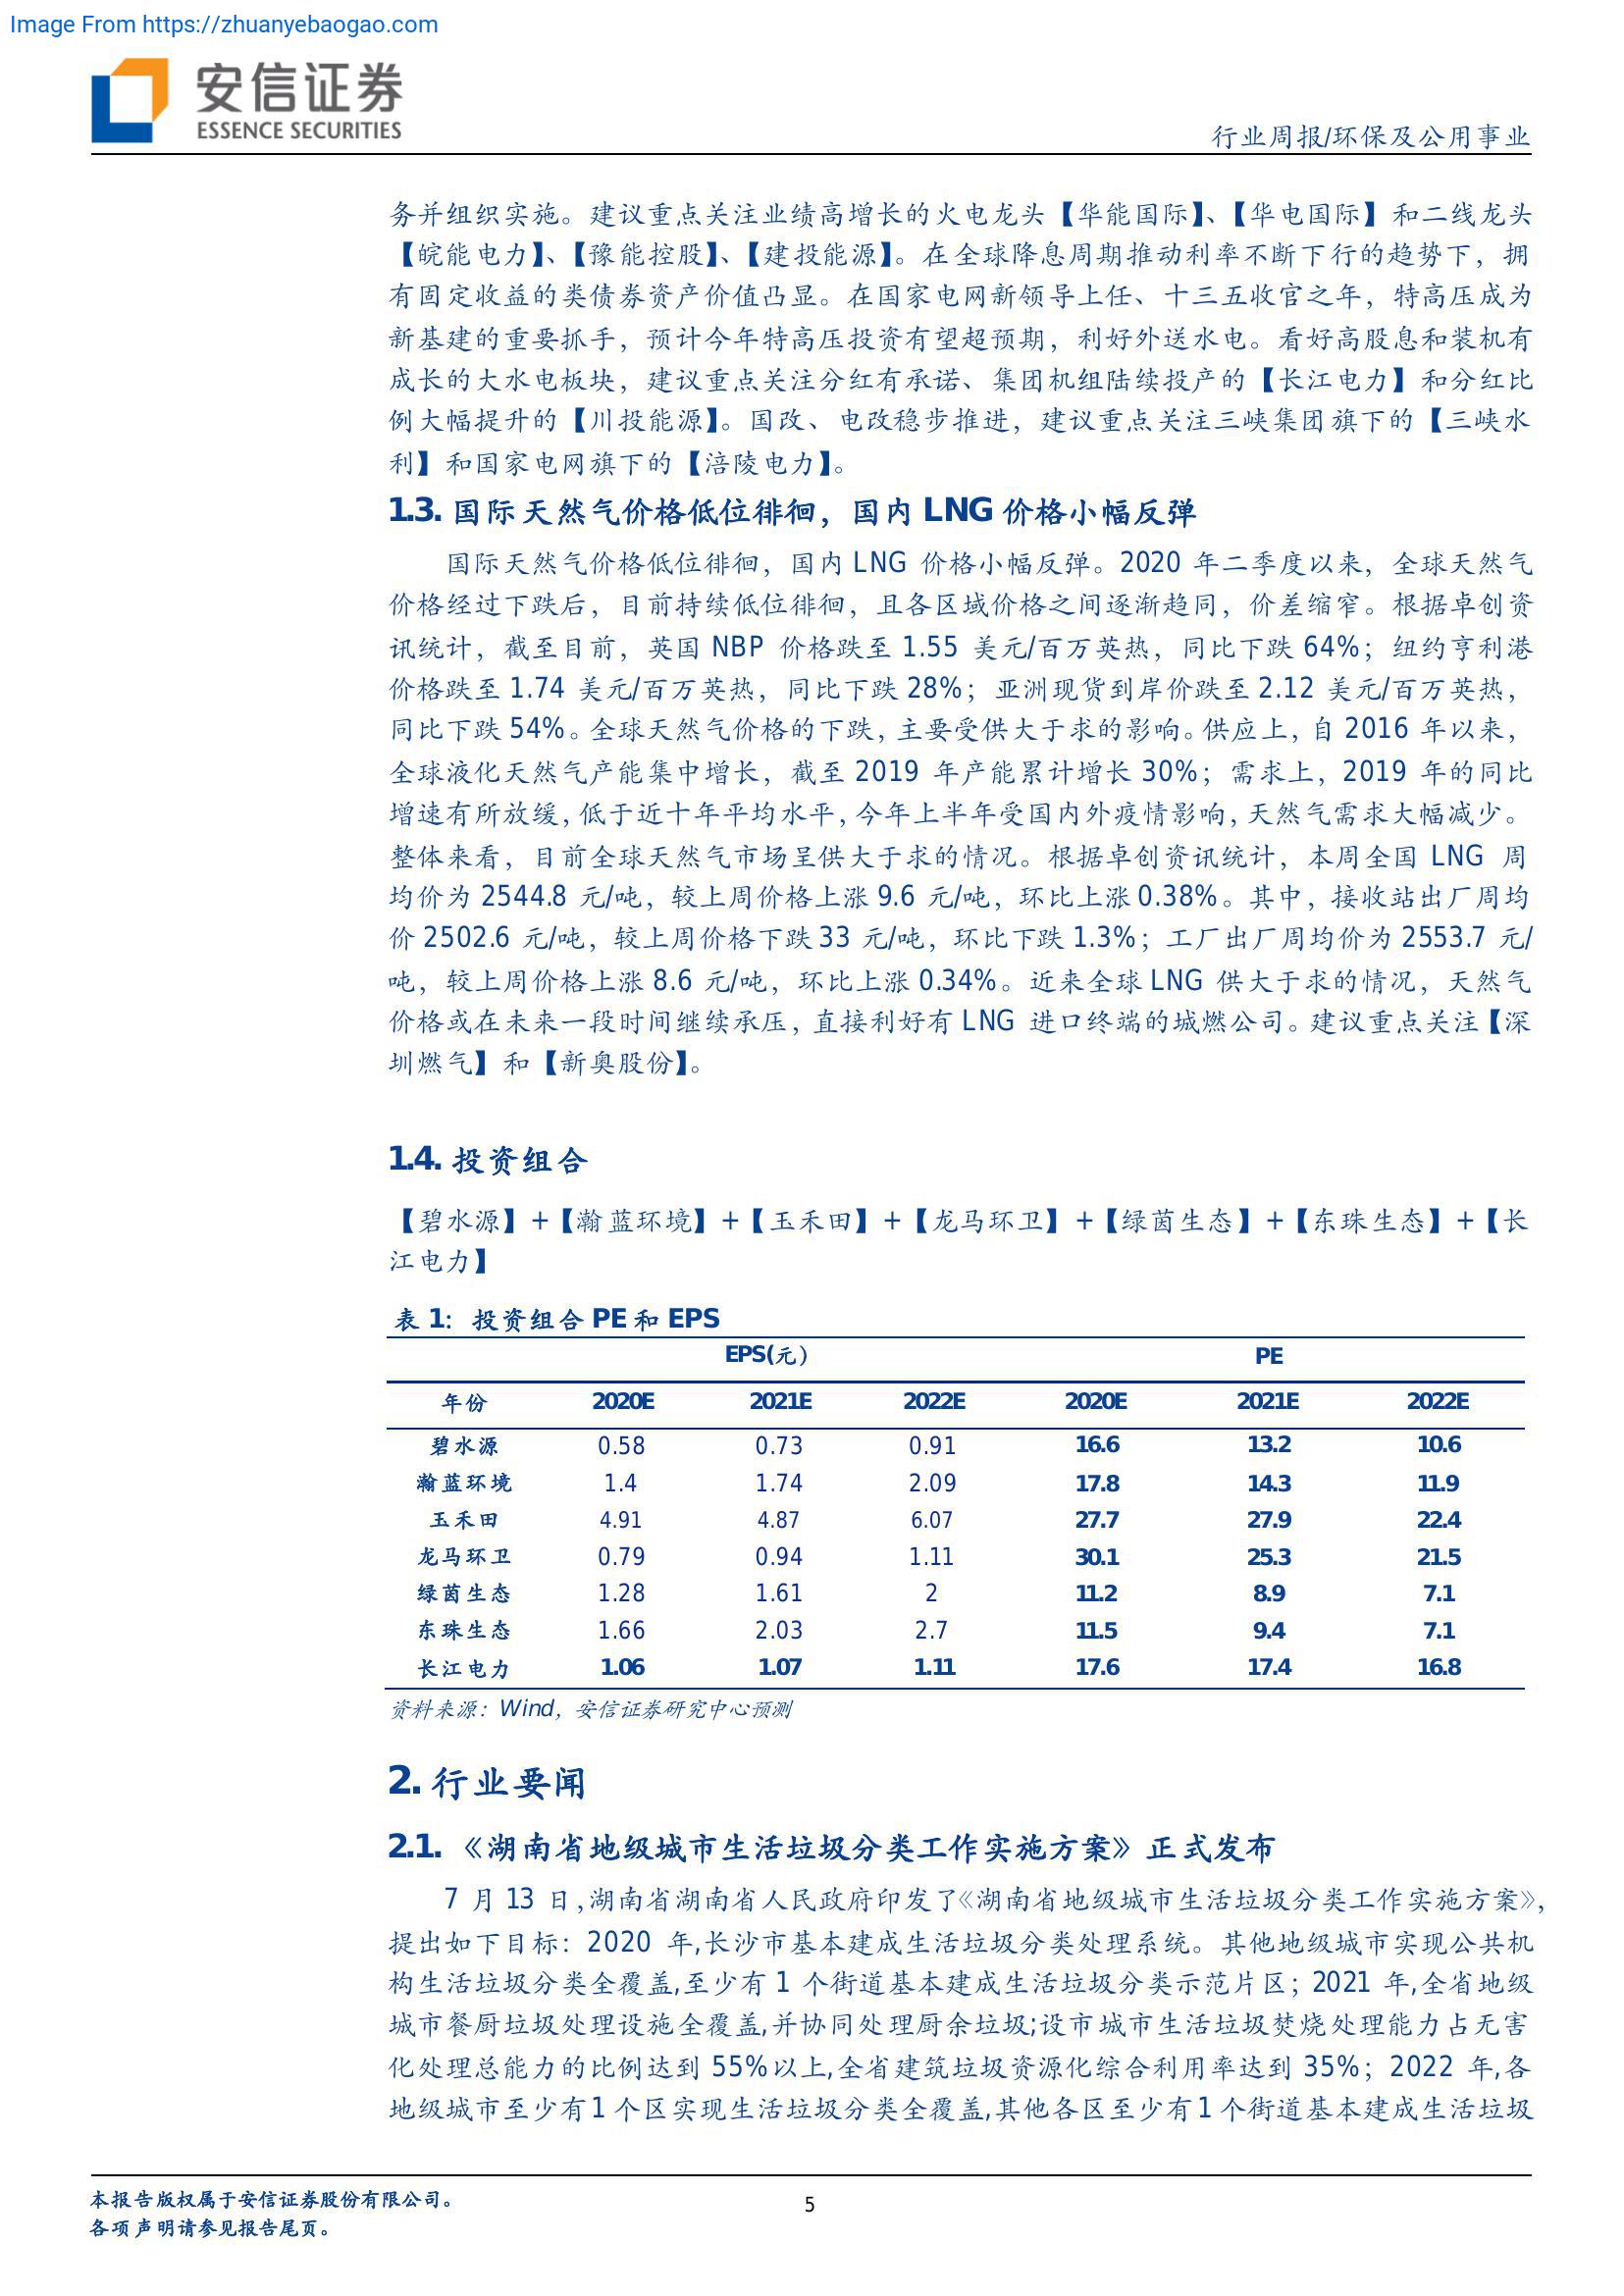 Image From https://zhuanyebaogao.com
安信证券
ESSENCE SECURITIES
行业周报/环保及公用事业
务并组织实施。建议重点关注业绩高增长的火电龙头【华能国际】、【华电国际】和二线龙头
【皖能电力】、【豫能控股】、【建投能源】。在全球降息周期推动利率不断下行的趋势下，拥
有固定收益的类债券资产价值凸显。在国家电网新领导上任、十三五收官之年，特高压成为
新基建的重要抓手，预计今年特高压投资有望超预期，利好外送水电。看好高股息和装机有
成长的大水电板块，建议重点关注分红有承诺、集团机组陆续投产的【长江电力】和分红比
例大幅提升的【川投能源】。国改、电改稳步推进，建议重点关注三峡集团旗下的【三峡水
利】和国家电网旗下的【涪陵电力】。
1.3. 国际天然气价格低位徘徊，国内 LNG 价格小幅反弹
国际天然气价格低位徘徊，国内 LNG 价格小幅反弹。2020 年二季度以来，全球天然气
价格经过下跌后，目前持续低位徘徊，且各区域价格之间逐渐趋同，价差缩窄。根据卓创资
讯统计，截至目前，英国 NBP 价格跌至 1.55 美元/百万英热，同比下跌 64%；纽约亨利港
价格跌至 1.74 美元/百万英热，同比下跌 28%；亚洲现货到岸价跌至 2.12 美元/百万英热，
同比下跌 54%。全球天然气价格的下跌，主要受供大于求的影响。供应上，自 2016 年以来，
全球液化天然气产能集中增长，截至 2019 年产能累计增长 30%；需求上，2019 年的同比
增速有所放缓，低于近十年平均水平，今年上半年受国内外疫情影响，天然气需求大幅减少。
整体来看，目前全球天然气市场呈供大于求的情况。根据卓创资讯统计，本周全国 LNG 周
均价为 2544.8 元/吨，较上周价格上涨 9.6 元/吨，环比上涨 0.38%。其中，接收站出厂周均
价 2502.6 元/吨，较上周价格下跌 33 元/吨，环比下跌 1.3%；工厂出厂周均价为 2553.7 元/
吨，较上周价格上涨 8.6 元/吨，环比上涨 0.34%。近来全球 LNG 供大于求的情况，天然气
价格或在未来一段时间继续承压，直接利好有 LNG 进口终端的城燃公司。建议重点关注【深
圳燃气】和【新奥股份】。
1.4. 投资组合
【碧水源】+【瀚蓝环境】+【玉禾田】+【龙马环卫】+【绿茵生态】+【东珠生态】+【长
江电力】
表 1：投资组合 PE 和 EPS
EPS(元） PE
年份 2020E 2021E 2022E 2020E 2021E 2022E
碧水源 0.58 0.73 0.91 16.6 13.2 10.6
瀚蓝环境 1.4 1.74 2.09 17.8 14.3 11.9
玉禾田 4.91 4.87 6.07 27.7 27.9 22.4
龙马环卫 0.79 0.94 1.11 30.1 25.3 21.5
绿茵生态 1.28 1.61 2 11.2 8.9 7.1
东珠生态 1.66 2.03 2.7 11.5 9.4 7.1
长江电力 1.06 1.07 1.11 17.6 17.4 16.8
资料来源：Wind，安信证券研究中心预测
2. 行业要闻
2.1. 《湖南省地级城市生活垃圾分类工作实施方案》正式发布
7 月 13 日,湖南省湖南省人民政府印发了《湖南省地级城市生活垃圾分类工作实施方案》,
提出如下目标：2020 年,长沙市基本建成生活垃圾分类处理系统。其他地级城市实现公共机
构生活垃圾分类全覆盖,至少有 1 个街道基本建成生活垃圾分类示范片区；2021 年,全省地级
城市餐厨垃圾处理设施全覆盖,并协同处理厨余垃圾;设市城市生活垃圾焚烧处理能力占无害
化处理总能力的比例达到 55%以上,全省建筑垃圾资源化综合利用率达到 35%；2022 年,各
地级城市至少有 1 个区实现生活垃圾分类全覆盖,其他各区至少有 1 个街道基本建成生活垃圾
本报告版权属于安信证券股份有限公司。
各项声明请参见报告尾页。
5